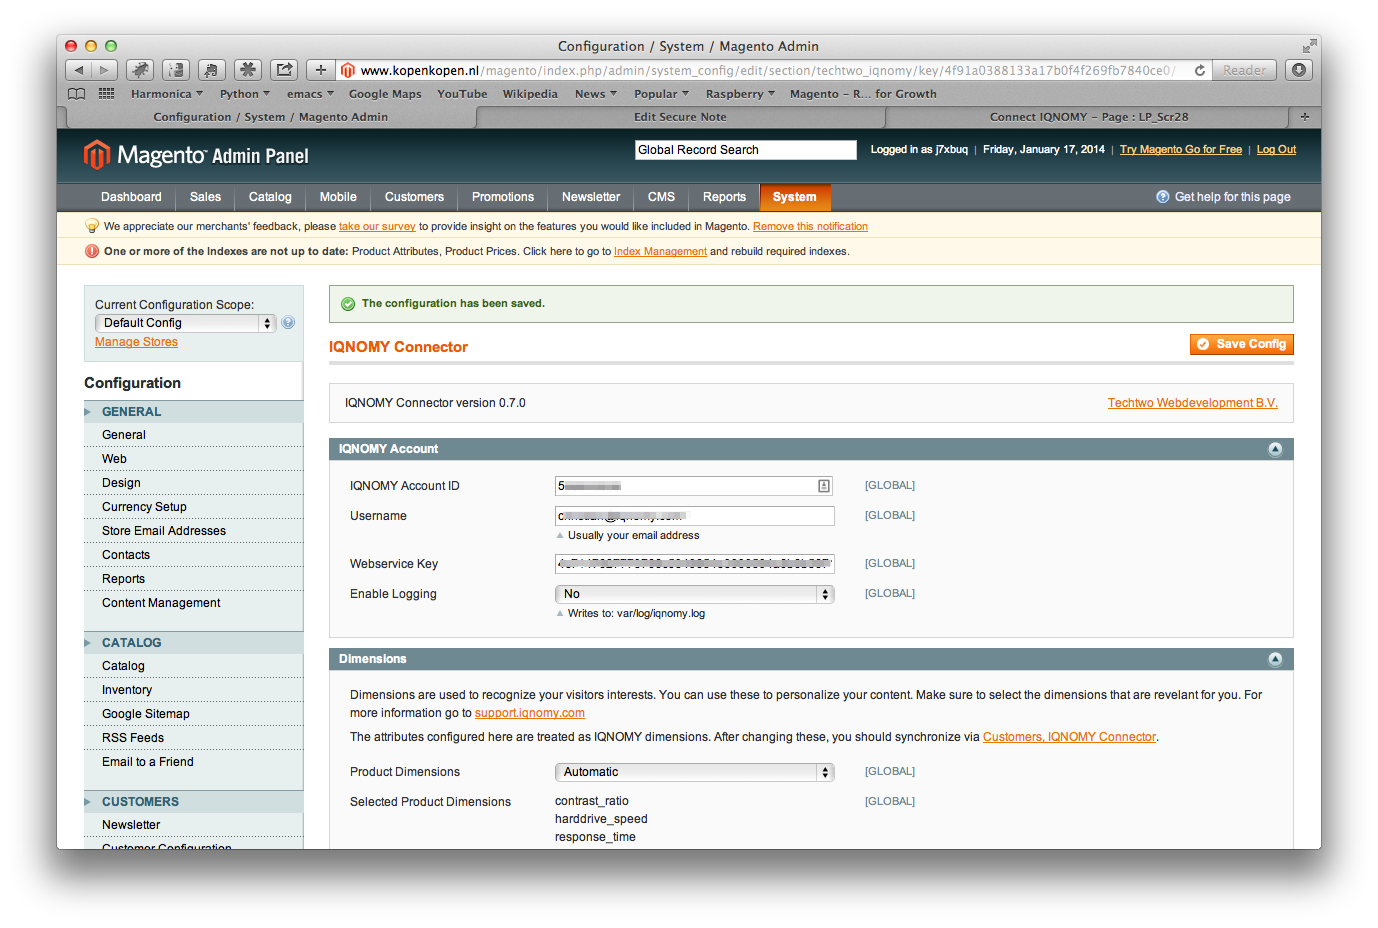 Configuration / System / Magento Admin
www.kopenkopen.nl/magento/index.php/admin/system_config/edit/section/techtwo_iqnomy/key/4f91a0388133a17b0f4f269fb7840ce0/
Reader
Harmonica Python emacs Google Maps YouTube Wikipedia News Popular Raspberry Magento - R... for Growth
Configuration / System / Magento Admin Edit Secure Note Connect IQNOMY - Page : LP_Scr28
Magento™ Admin Panel
Global Record Search
Logged in as j7xbuq | Friday, January 17, 2014 | Try Magento Go for Free | Log Out
Dashboard Sales Catalog Mobile Customers Promotions Newsletter CMS Reports System
Get help for this page
We appreciate our merchants' feedback, please take our survey to provide insight on the features you would like included in Magento. Remove this notification
One or more of the Indexes are not up to date: Product Attributes, Product Prices. Click here to go to Index Management and rebuild required indexes.
Current Configuration Scope:
Default Config
Manage Stores
Configuration
GENERAL
General
Web
Design
Currency Setup
Store Email Addresses
Contacts
Reports
Content Management
CATALOG
Catalog
Inventory
Google Sitemap
RSS Feeds
Email to a Friend
CUSTOMERS
Newsletter
Customer Configuration
The configuration has been saved.
IQNOMY Connector
Save Config
IQNOMY Connector version 0.7.0
Techtwo Webdevelopment B.V.
IQNOMY Account
IQNOMY Account ID 5 [GLOBAL]
Username [GLOBAL]
Usually your email address
Webservice Key [GLOBAL]
Enable Logging No [GLOBAL]
Writes to: var/log/iqnomy.log
Dimensions
Dimensions are used to recognize your visitors interests. You can use these to personalize your content. Make sure to select the dimensions that are revelant for you. For
more information go to support.iqnomy.com
The attributes configured here are treated as IQNOMY dimensions. After changing these, you should synchronize via Customers, IQNOMY Connector.
Product Dimensions Automatic [GLOBAL]
Selected Product Dimensions contrast_ratio [GLOBAL]
harddrive_speed
response_time